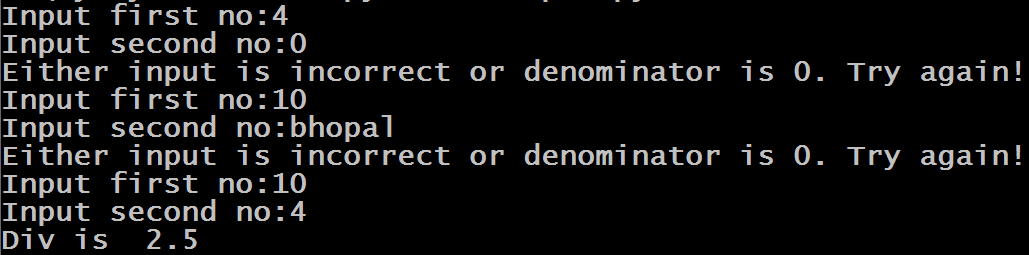 Input first no:4
Input second no:0
Either input is incorrect or denominator is 0. Try again!
Input first no:10
Input second no:bhopal
Either input is incorrect or denominator is 0. Try again!
Input first no:10
Input second no:4
Div is  2.5